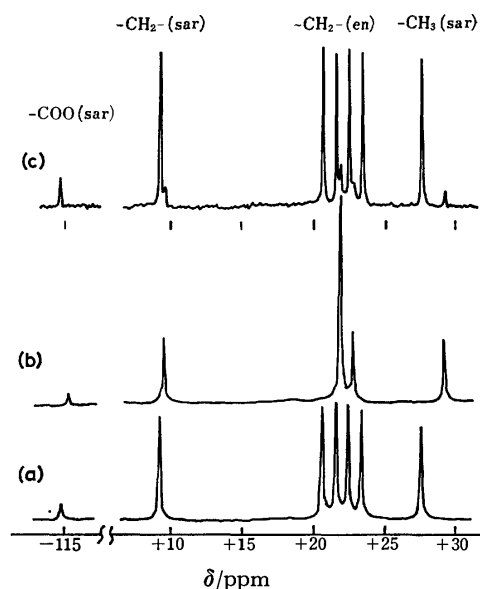 -CH₂-(sar) -CH₂-(en) -CH₃(sar)
-COO(sar)
(c)
(b)
(a)
-115 +10 +15 +20 +25 +30
δ/ppm